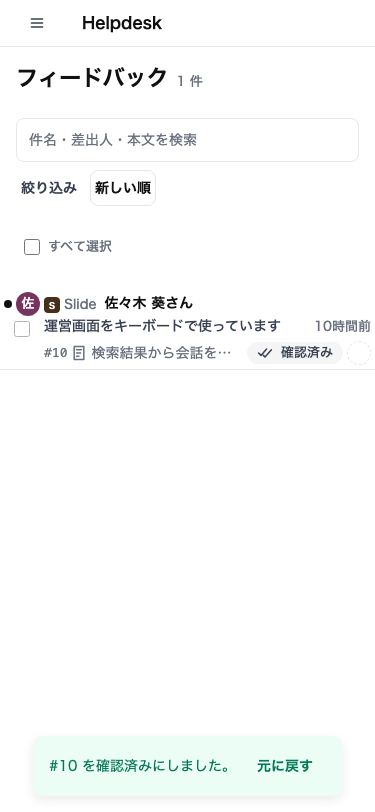 Helpdesk
フィードバック 1 件
件名・差出人・本文を検索
絞り込み 新しい順
すべて選択
佐 s Slide 佐々木 葵さん
運営画面をキーボードで使っています 10時間前
#10 検索結果から会話を… 確認済み
#10 を確認済みにしました。 元に戻す